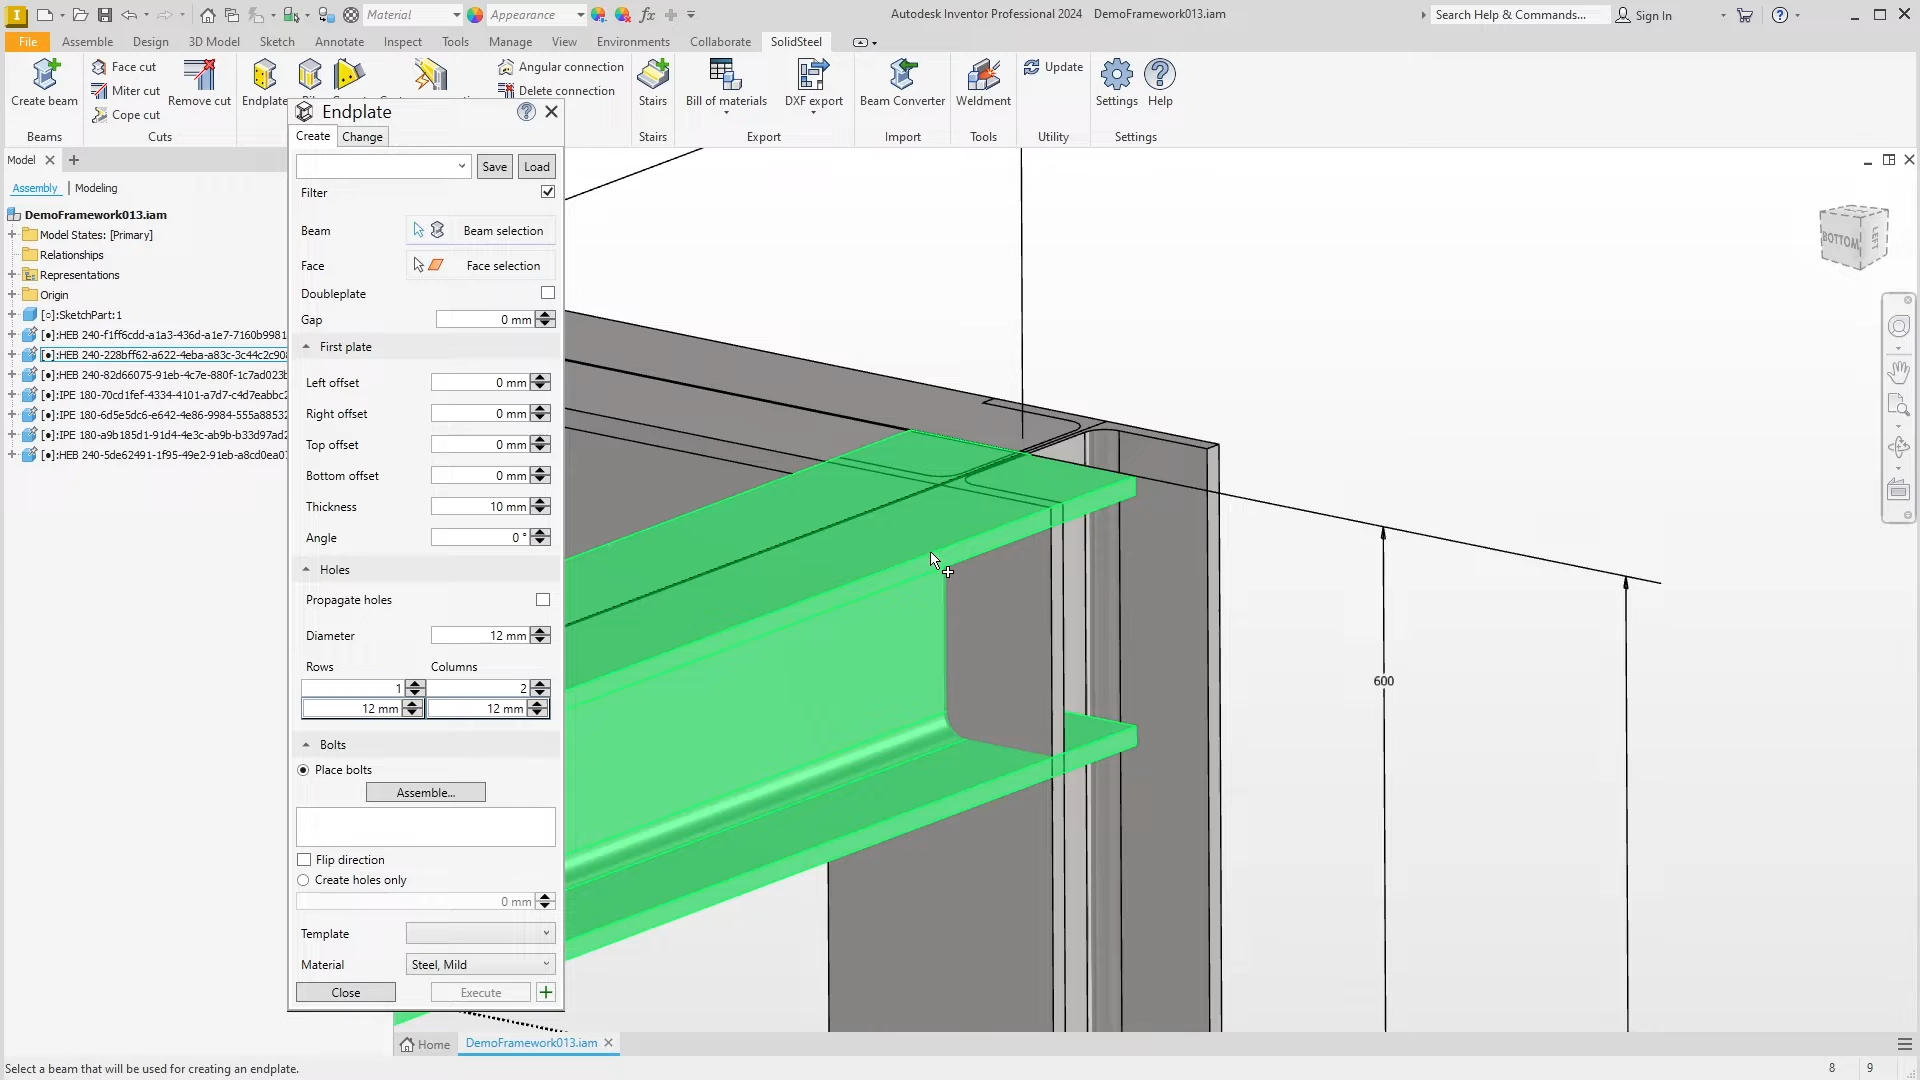 Material
Appearance
fx
Autodesk Inventor Professional 2024 DemoFramework013.iam
Search Help & Commands...
Sign In
File Assemble Design 3D Model Sketch Annotate Inspect Tools Manage View Environments Collaborate SolidSteel
Create beam
Beams
Face cut
Miter cut
Cope cut
Remove cut
Cuts
Endplate
Angular connection
Delete connection
Stairs
Stairs
Bill of materials
DXF export
Export
Beam Converter
Import
Weldment
Tools
Update
Utility
Settings
Help
Settings
Model
Assembly | Modeling
DemoFramework013.iam
Model States: [Primary]
Relationships
Representations
Origin
[○]:SketchPart:1
[●]:HEB 240-f1ff6cdd-a1a3-436d-a1e7-7160b9981
[●]:HEB 240-228bff62-a622-4eba-a83c-3c44c2c90
[●]:HEB 240-82d66075-91eb-4c7e-880f-1c7ad023b
[●]:IPE 180-70cd1fef-4334-4101-a7d7-c4d7eabbc2
[●]:IPE 180-6d5e5dc6-e642-4e86-9984-555a88532
[●]:IPE 180-a9b185d1-91d4-4e3c-ab9b-b33d97ad2
[●]:HEB 240-5de62491-1f95-49e2-91eb-a8cd0ea0
Endplate
Create Change
Save Load
Filter
Beam Beam selection
Face Face selection
Doubleplate
Gap 0 mm
First plate
Left offset 0 mm
Right offset 0 mm
Top offset 0 mm
Bottom offset 0 mm
Thickness 10 mm
Angle 0 °
Holes
Propagate holes
Diameter 12 mm
Rows Columns
1 2
12 mm 12 mm
Bolts
Place bolts
Assemble...
Flip direction
Create holes only
0 mm
Template
Material Steel, Mild
Close Execute
BOTTOM LEFT
600
Home DemoFramework013.iam
Select a beam that will be used for creating an endplate.
8 9